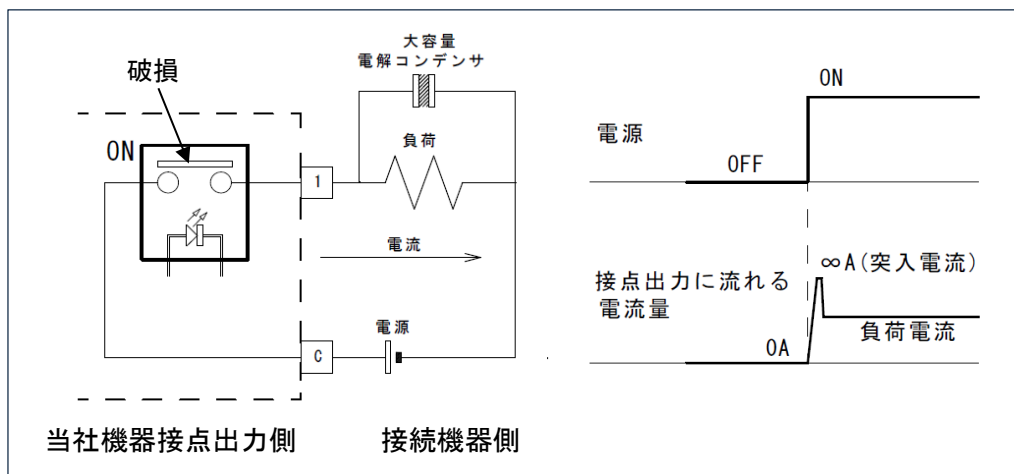 大容量
電解コンデンサ
破損
ON
負荷
1
電流
電源
C
当社機器接点出力側
接続機器側
ON
電源
OFF
∞A(突入電流)
接点出力に流れる
電流量
負荷電流
0A